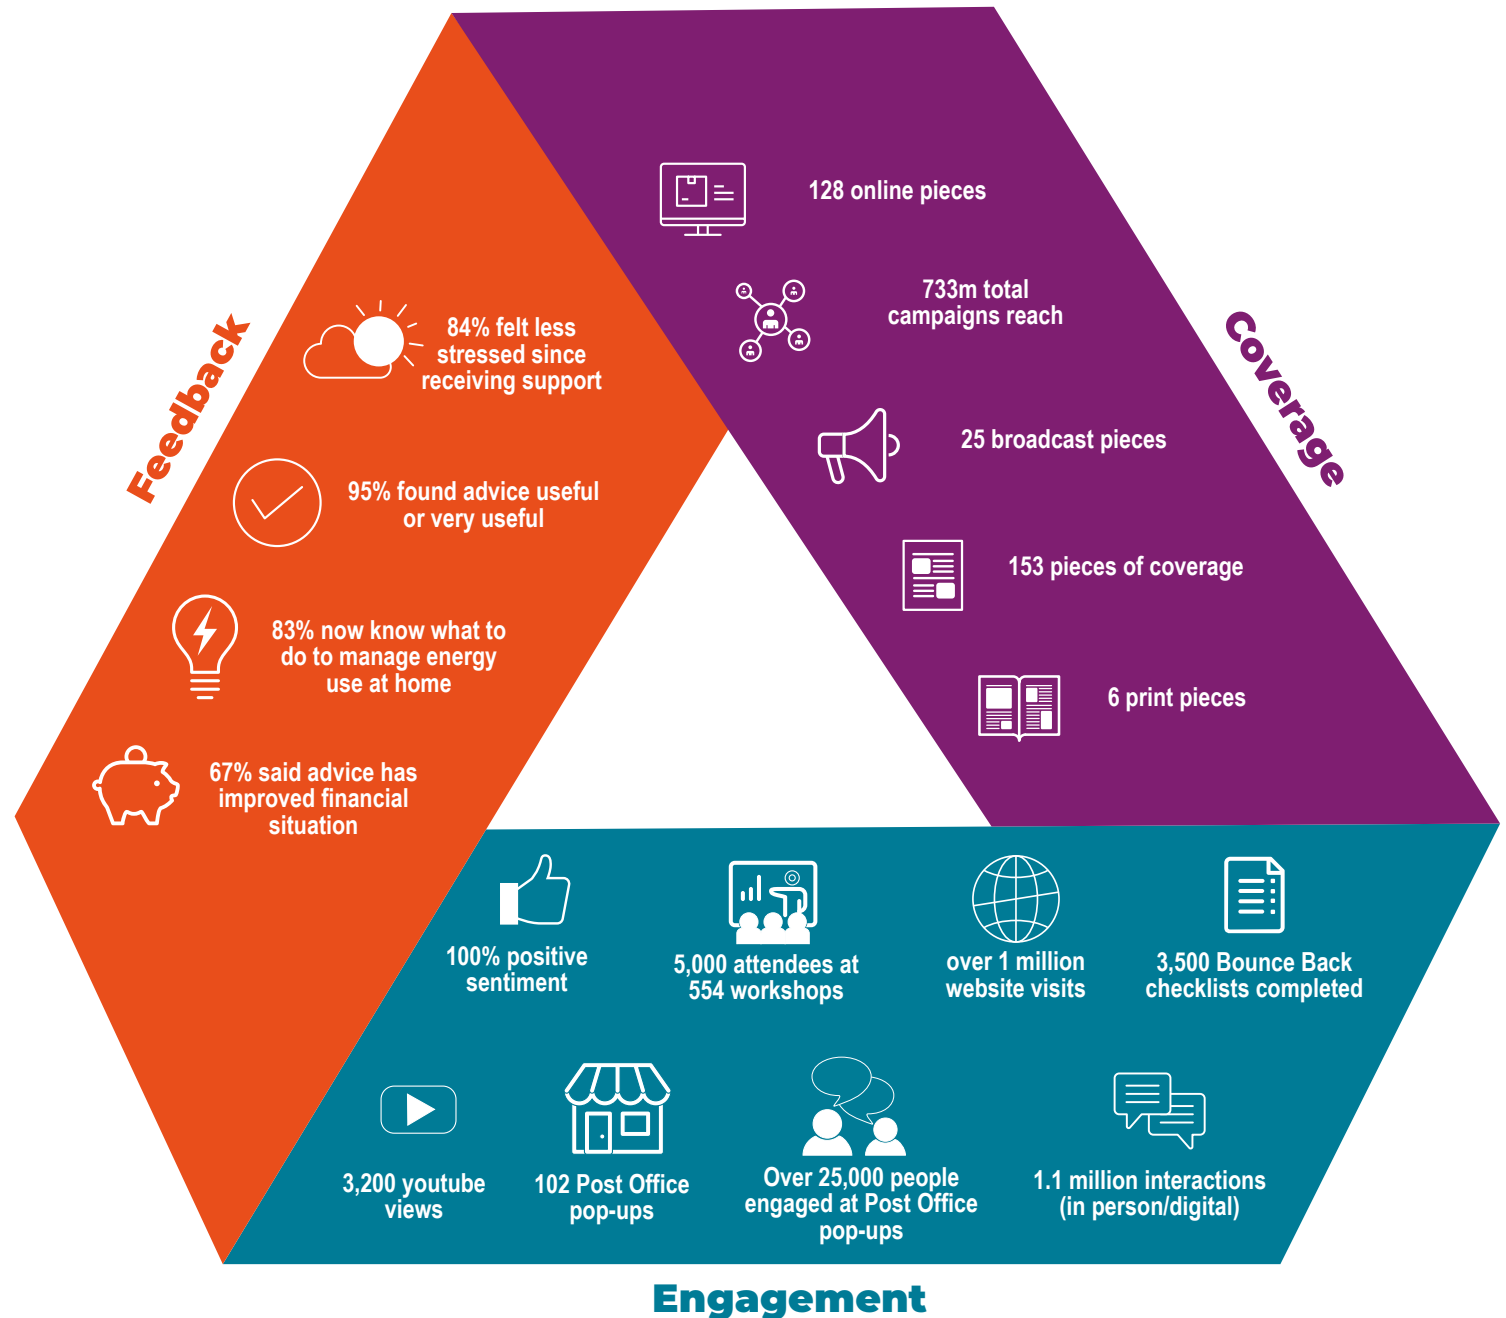 Feedback
84% felt less
stressed since
receiving support
95% found advice useful
or very useful
83% now know what to
do to manage energy
use at home
67% said advice has
improved financial
situation
Coverage
128 online pieces
733m total
campaigns reach
25 broadcast pieces
153 pieces of coverage
6 print pieces
100% positive
sentiment
5,000 attendees at
554 workshops
over 1 million
website visits
3,500 Bounce Back
checklists completed
3,200 youtube
views
102 Post Office
pop-ups
Over 25,000 people
engaged at Post Office
pop-ups
1.1 million interactions
(in person/digital)
Engagement